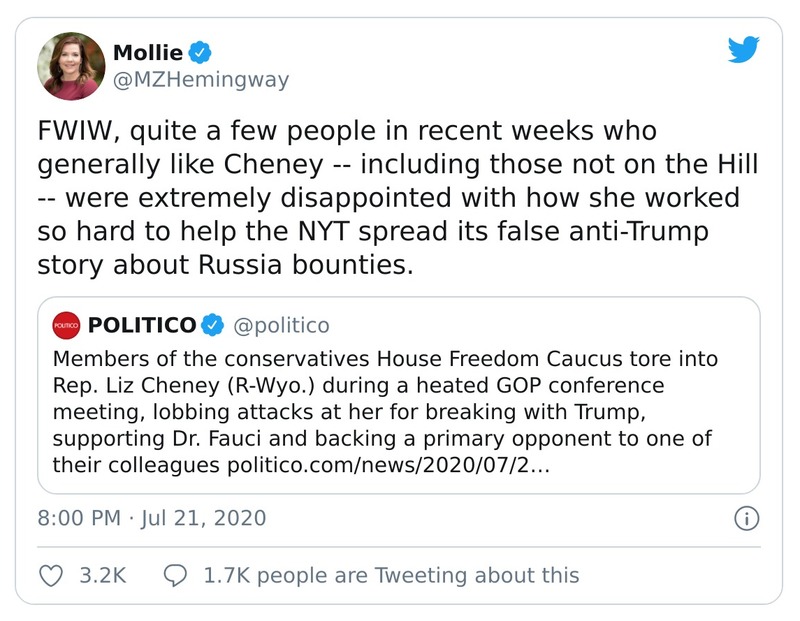 Mollie
@MZHemingway
FWIW, quite a few people in recent weeks who
generally like Cheney -- including those not on the Hill
-- were extremely disappointed with how she worked
so hard to help the NYT spread its false anti-Trump
story about Russia bounties.
POLITICO POLITICO @politico
Members of the conservatives House Freedom Caucus tore into
Rep. Liz Cheney (R-Wyo.) during a heated GOP conference
meeting, lobbing attacks at her for breaking with Trump,
supporting Dr. Fauci and backing a primary opponent to one of
their colleagues politico.com/news/2020/07/2…
8:00 PM · Jul 21, 2020
3.2K 1.7K people are Tweeting about this